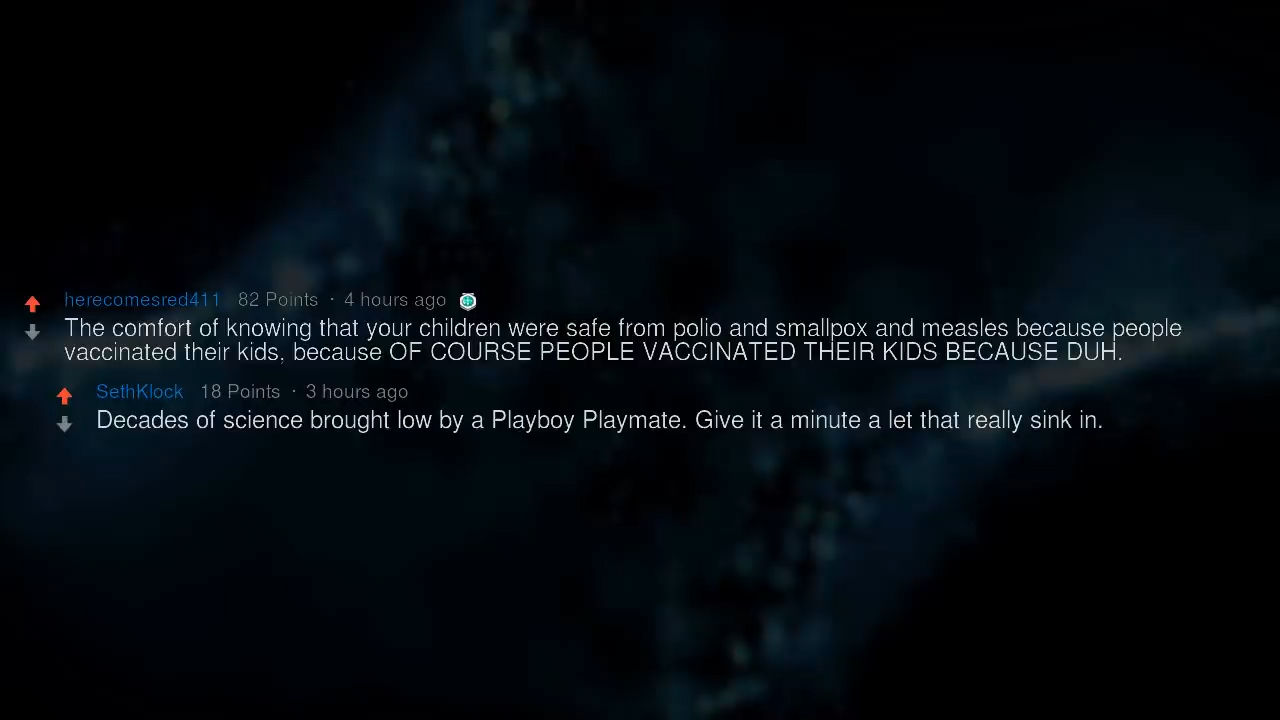 herecomesred411 82 Points · 4 hours ago
The comfort of knowing that your children were safe from polio and smallpox and measles because people
vaccinated their kids, because OF COURSE PEOPLE VACCINATED THEIR KIDS BECAUSE DUH.
SethKlock 18 Points · 3 hours ago
Decades of science brought low by a Playboy Playmate. Give it a minute a let that really sink in.